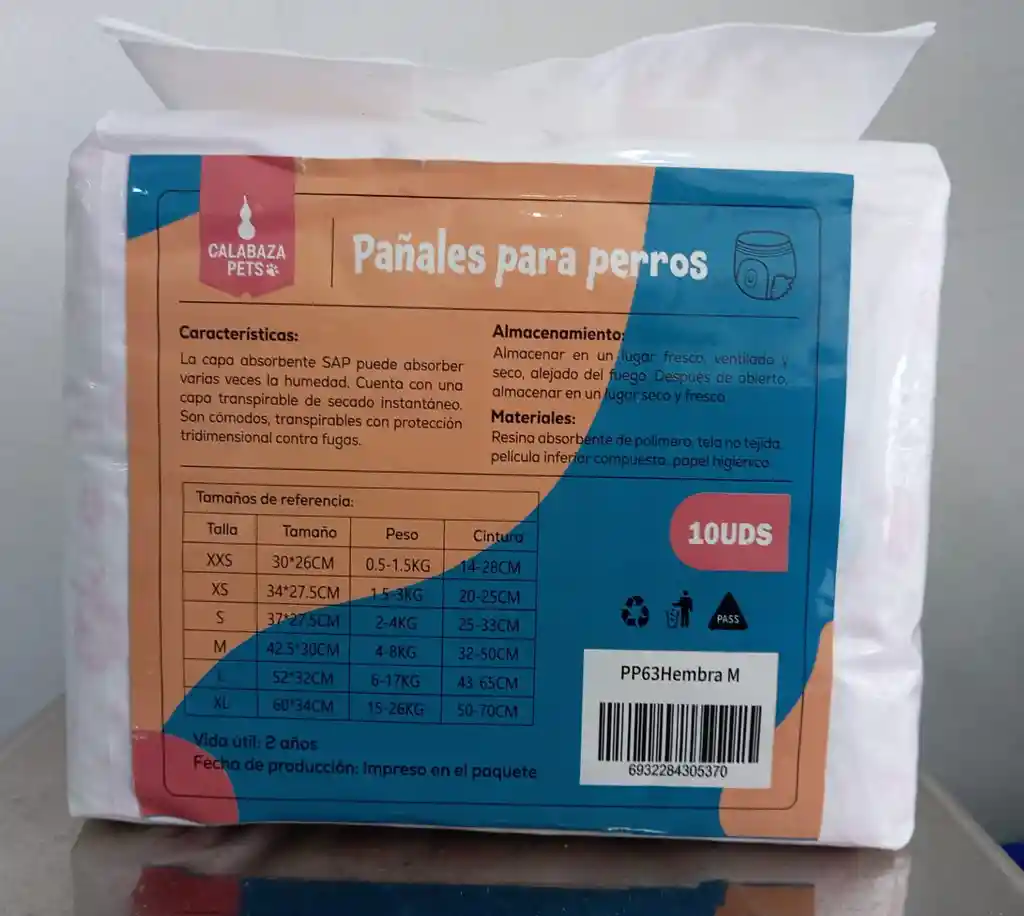 CALABAZA
PETS
Pañales para perros
Características:
La capa absorbente SAP puede absorber
varias veces la humedad. Cuenta con una
capa transpirable de secado instantáneo.
Son cómodos, transpirables con protección
tridimensional contra fugas.
Almacenamiento:
Almacenar en un lugar fresco, ventilado y
seco, alejado del fuego. Después de abierto,
almacenar en un lugar seco y fresco
Materiales:
Resina absorbente de polímero, tela no tejida,
película inferior compuesta, papel higiénico
Tamaños de referencia:
Talla Tamaño Peso Cintura
XXS 30*26CM 0.5-1.5KG 14-28CM
XS 34*27.5CM 1.5-3KG 20-25CM
S 37*27.5CM 2-4KG 25-33CM
M 42.5*30CM 4-8KG 32-50CM
L 52*32CM 6-17KG 43-65CM
XL 60*34CM 15-26KG 50-70CM
Vida útil: 2 años
Fecha de producción: Impreso en el paquete
10UDS
PASS
PP63Hembra M
6932284305370